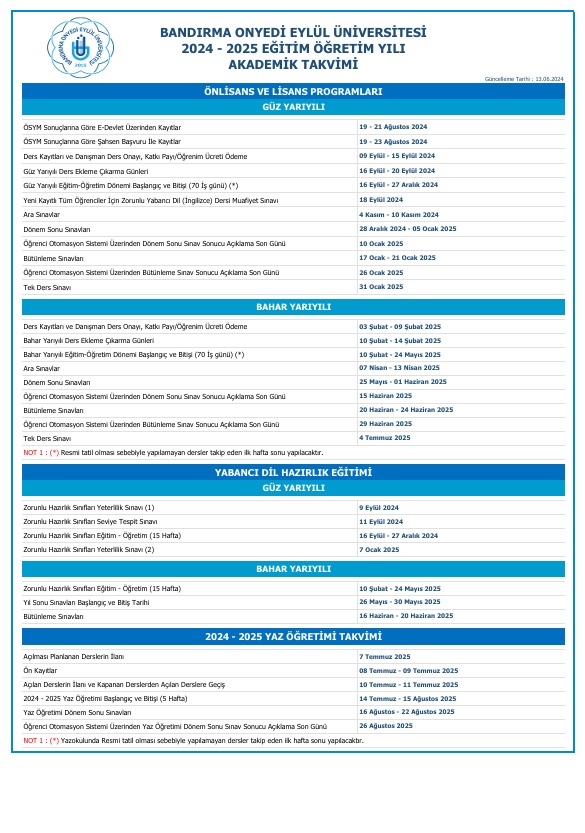 BANDIRMA ONYEDİ EYLÜL ÜNİVERSİTESİ
2015
BANDIRMA ONYEDİ EYLÜL ÜNİVERSİTESİ
2024 - 2025 EĞİTİM ÖĞRETİM YILI
AKADEMİK TAKVİMİ
Güncelleme Tarihi : 13.06.2024
ÖNLİSANS VE LİSANS PROGRAMLARI
GÜZ YARIYILI
ÖSYM Sonuçlarına Göre E-Devlet Üzerinden Kayıtlar 19 - 21 Ağustos 2024
ÖSYM Sonuçlarına Göre Şahsen Başvuru İle Kayıtlar 19 - 23 Ağustos 2024
Ders Kayıtları ve Danışman Ders Onayı, Katkı Payı/Öğrenim Ücreti Ödeme 09 Eylül - 15 Eylül 2024
Güz Yarıyılı Ders Ekleme Çıkarma Günleri 16 Eylül - 20 Eylül 2024
Güz Yarıyılı Eğitim-Öğretim Dönemi Başlangıç ve Bitişi (70 İş günü) (*) 16 Eylül - 27 Aralık 2024
Yeni Kayıtlı Tüm Öğrenciler İçin Zorunlu Yabancı Dil (İngilizce) Dersi Muafiyet Sınavı 18 Eylül 2024
Ara Sınavlar 4 Kasım - 10 Kasım 2024
Dönem Sonu Sınavları 28 Aralık 2024 - 05 Ocak 2025
Öğrenci Otomasyon Sistemi Üzerinden Dönem Sonu Sınav Sonucu Açıklama Son Günü 10 Ocak 2025
Bütünleme Sınavları 17 Ocak - 21 Ocak 2025
Öğrenci Otomasyon Sistemi Üzerinden Bütünleme Sınav Sonucu Açıklama Son Günü 26 Ocak 2025
Tek Ders Sınavı 31 Ocak 2025
BAHAR YARIYILI
Ders Kayıtları ve Danışman Ders Onayı, Katkı Payı/Öğrenim Ücreti Ödeme 03 Şubat - 09 Şubat 2025
Bahar Yarıyılı Ders Ekleme Çıkarma Günleri 10 Şubat - 14 Şubat 2025
Bahar Yarıyılı Eğitim-Öğretim Dönemi Başlangıç ve Bitişi (70 İş günü) (*) 10 Şubat - 24 Mayıs 2025
Ara Sınavlar 07 Nisan - 13 Nisan 2025
Dönem Sonu Sınavları 25 Mayıs - 01 Haziran 2025
Öğrenci Otomasyon Sistemi Üzerinden Dönem Sonu Sınav Sonucu Açıklama Son Günü 15 Haziran 2025
Bütünleme Sınavları 20 Haziran - 24 Haziran 2025
Öğrenci Otomasyon Sistemi Üzerinden Bütünleme Sınav Sonucu Açıklama Son Günü 29 Haziran 2025
Tek Ders Sınavı 4 Temmuz 2025
NOT 1 : (*) Resmi tatil olması sebebiyle yapılamayan dersler takip eden ilk hafta sonu yapılacaktır.
YABANCI DİL HAZIRLIK EĞİTİMİ
GÜZ YARIYILI
Zorunlu Hazırlık Sınıfları Yeterlilik Sınavı (1) 9 Eylül 2024
Zorunlu Hazırlık Sınıfları Seviye Tespit Sınavı 11 Eylül 2024
Zorunlu Hazırlık Sınıfları Eğitim - Öğretim (15 Hafta) 16 Eylül - 27 Aralık 2024
Zorunlu Hazırlık Sınıfları Yeterlilik Sınavı (2) 7 Ocak 2025
BAHAR YARIYILI
Zorunlu Hazırlık Sınıfları Eğitim - Öğretim (15 Hafta) 10 Şubat - 24 Mayıs 2025
Yıl Sonu Sınavları Başlangıç ve Bitiş Tarihi 26 Mayıs - 30 Mayıs 2025
Bütünleme Sınavları 16 Haziran - 20 Haziran 2025
2024 - 2025 YAZ ÖĞRETİMİ TAKVİMİ
Açılması Planlanan Derslerin İlanı 7 Temmuz 2025
Ön Kayıtlar 08 Temmuz - 09 Temmuz 2025
Açılan Derslerin İlanı ve Kapanan Derslerden Açılan Derslere Geçiş 10 Temmuz - 11 Temmuz 2025
2024 - 2025 Yaz Öğretimi Başlangıç ve Bitişi (5 Hafta) 14 Temmuz - 15 Ağustos 2025
Yaz Öğretimi Dönem Sonu Sınavları 16 Ağustos - 22 Ağustos 2025
Öğrenci Otomasyon Sistemi Üzerinden Yaz Öğretimi Dönem Sonu Sınav Sonucu Açıklama Son Günü 26 Ağustos 2025
NOT 1 : (*) Yazokulunda Resmi tatil olması sebebiyle yapılamayan dersler takip eden ilk hafta sonu yapılacaktır.